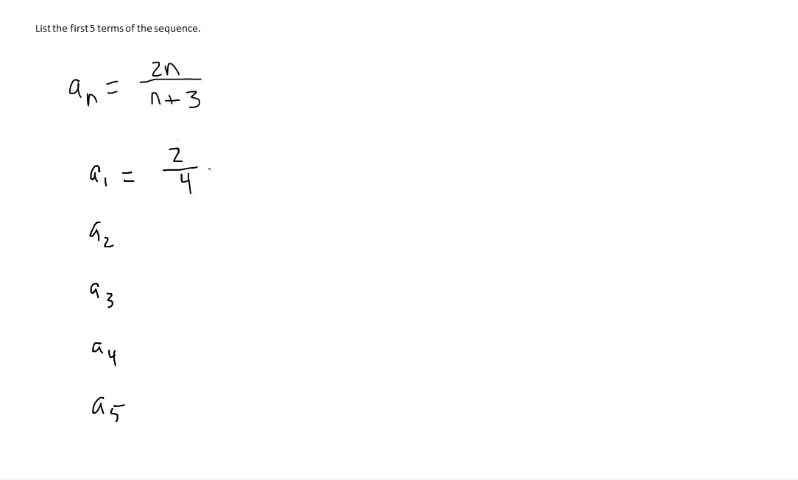 List the first 5 terms of the sequence.
aₙ = 2n/(n+3)
a₁ = 2/4
a₂
a₃
a₄
a₅